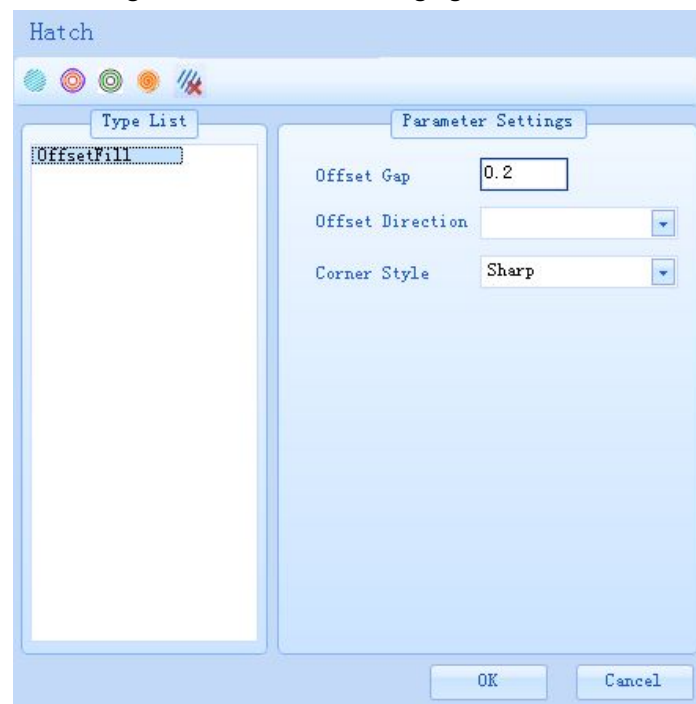 Hatch
Type List
OffsetFill
Parameter Settings
Offset Gap 0.2
Offset Direction
Corner Style Sharp
OK Cancel